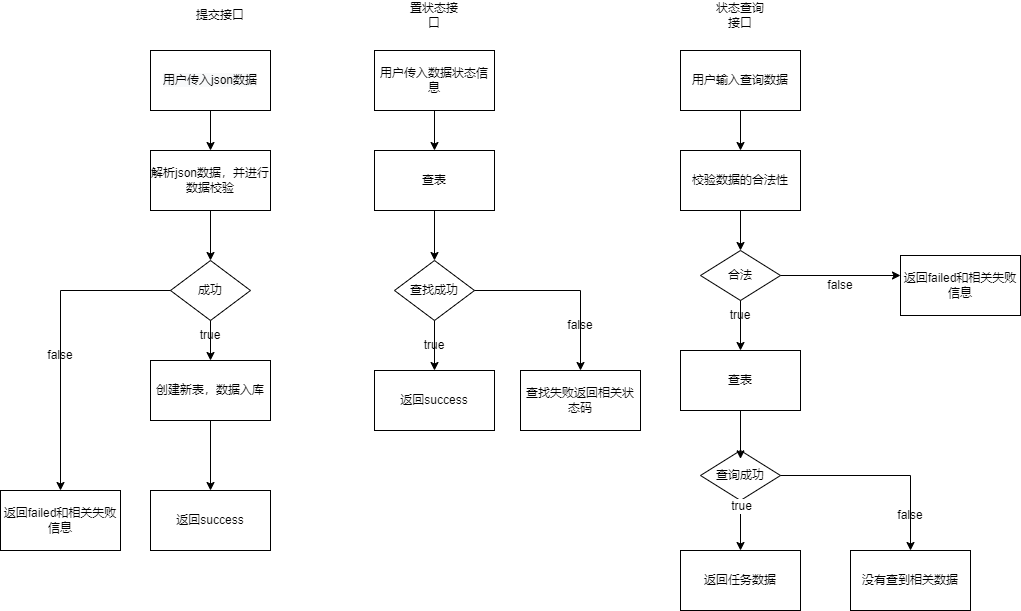 提交接口
用户传入json数据
解析json数据，并进行
数据校验
成功
false
true
创建新表，数据入库
返回failed和相关失败
信息
返回success
置状态接
口
用户传入数据状态信
息
查表
查找成功
true
false
返回success
查找失败返回相关状
态码
状态查询
接口
用户输入查询数据
校验数据的合法性
合法
false
返回failed和相关失败
信息
true
查表
查询成功
true
false
返回任务数据
没有查到相关数据